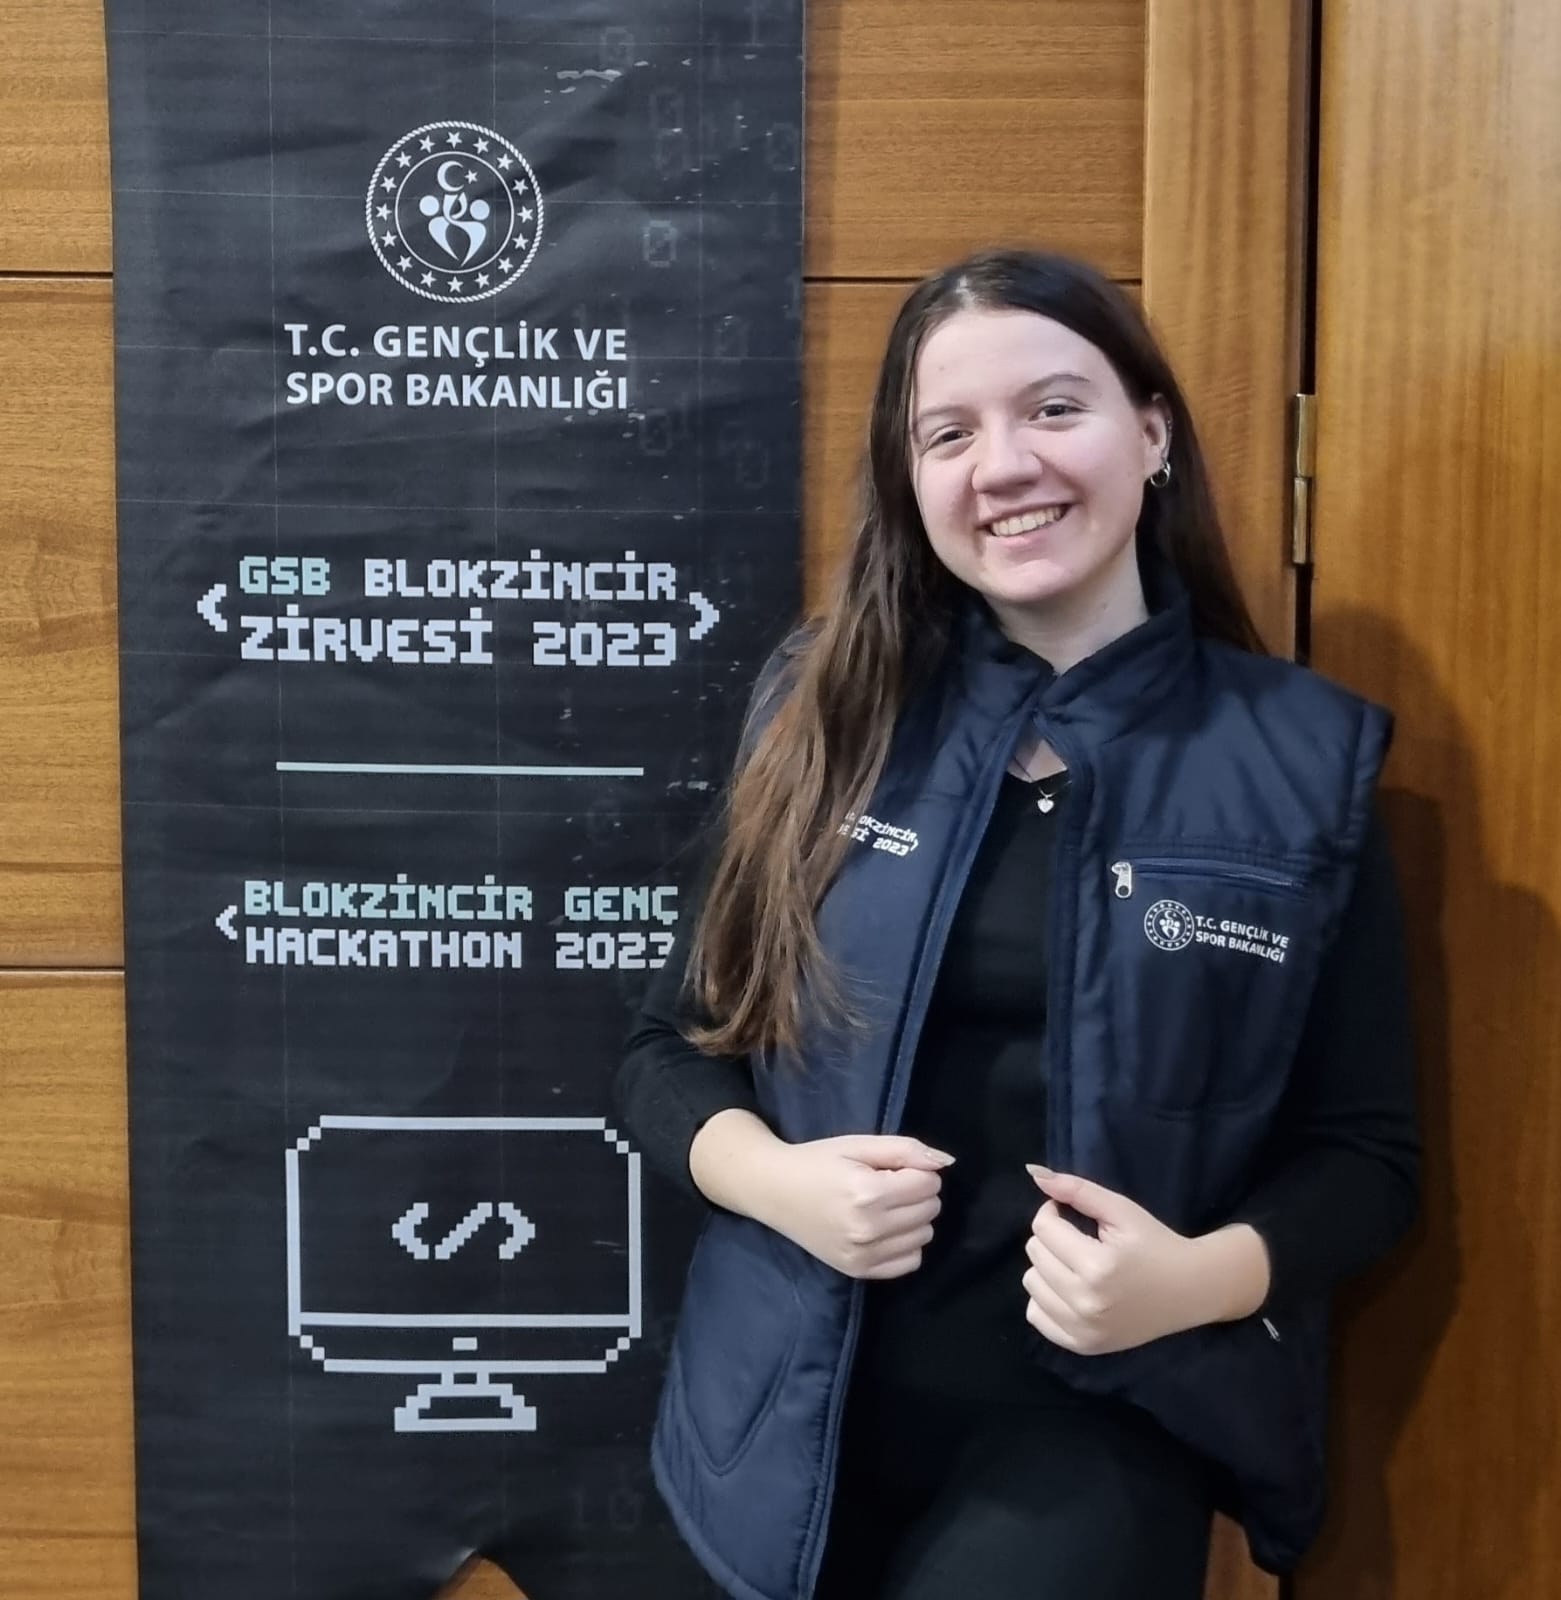 T.C. GENÇLİK VE
SPOR BAKANLIĞI
GSB BLOKZİNCİR
ZİRVESİ 2023
BLOKZİNCİR GENÇ
HACKATHON 2023
2023
T.C. GENÇLİK VE
SPOR BAKANLIĞI